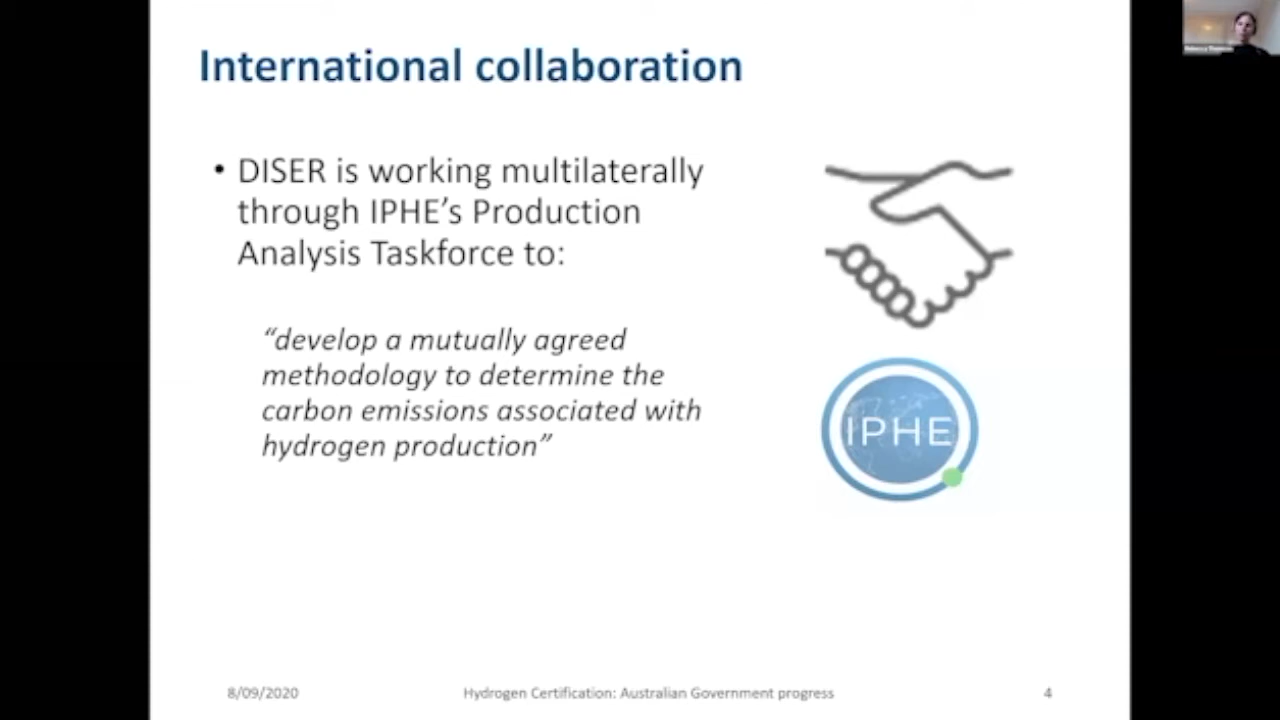 International collaboration
• DISER is working multilaterally
through IPHE’s Production
Analysis Taskforce to:
“develop a mutually agreed
methodology to determine the
carbon emissions associated with
hydrogen production”
IPHE
8/09/2020
Hydrogen Certification: Australian Government progress
4